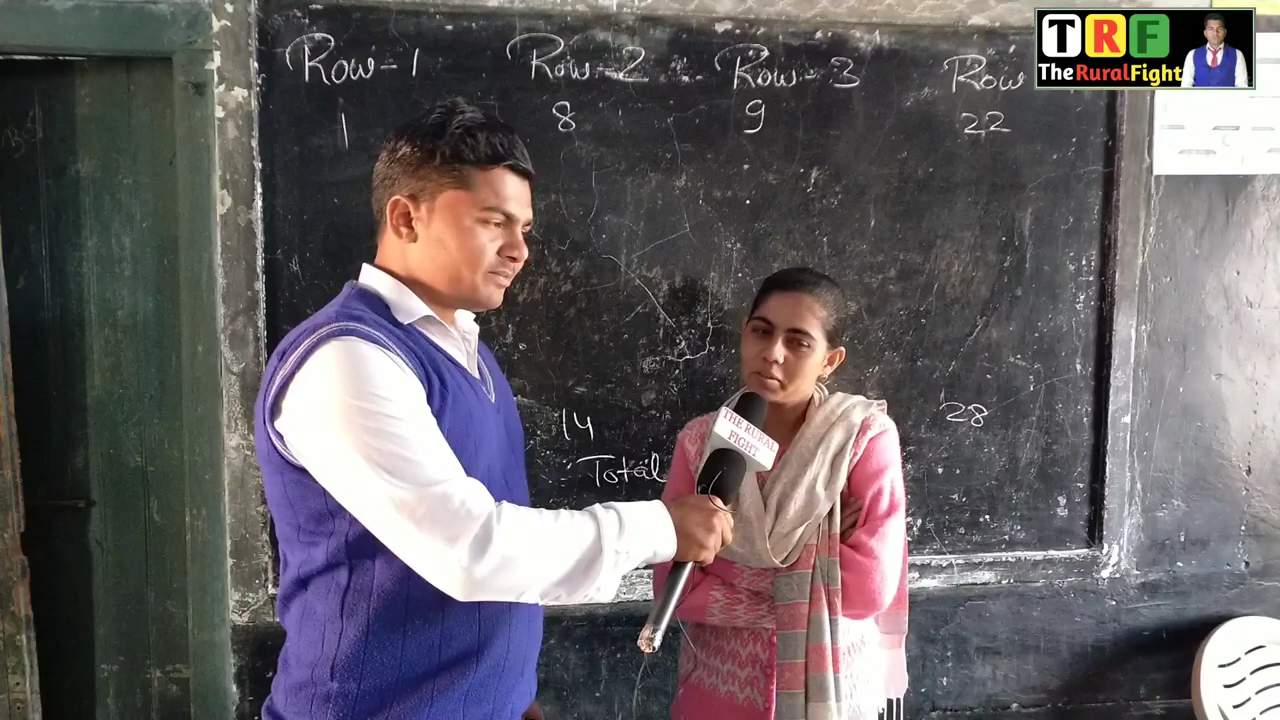 TRF
TheRuralFight
Row-1 Row-2 Row-3 Row
1 8 9 22
14 28
Total
THE RURAL
FIGHT